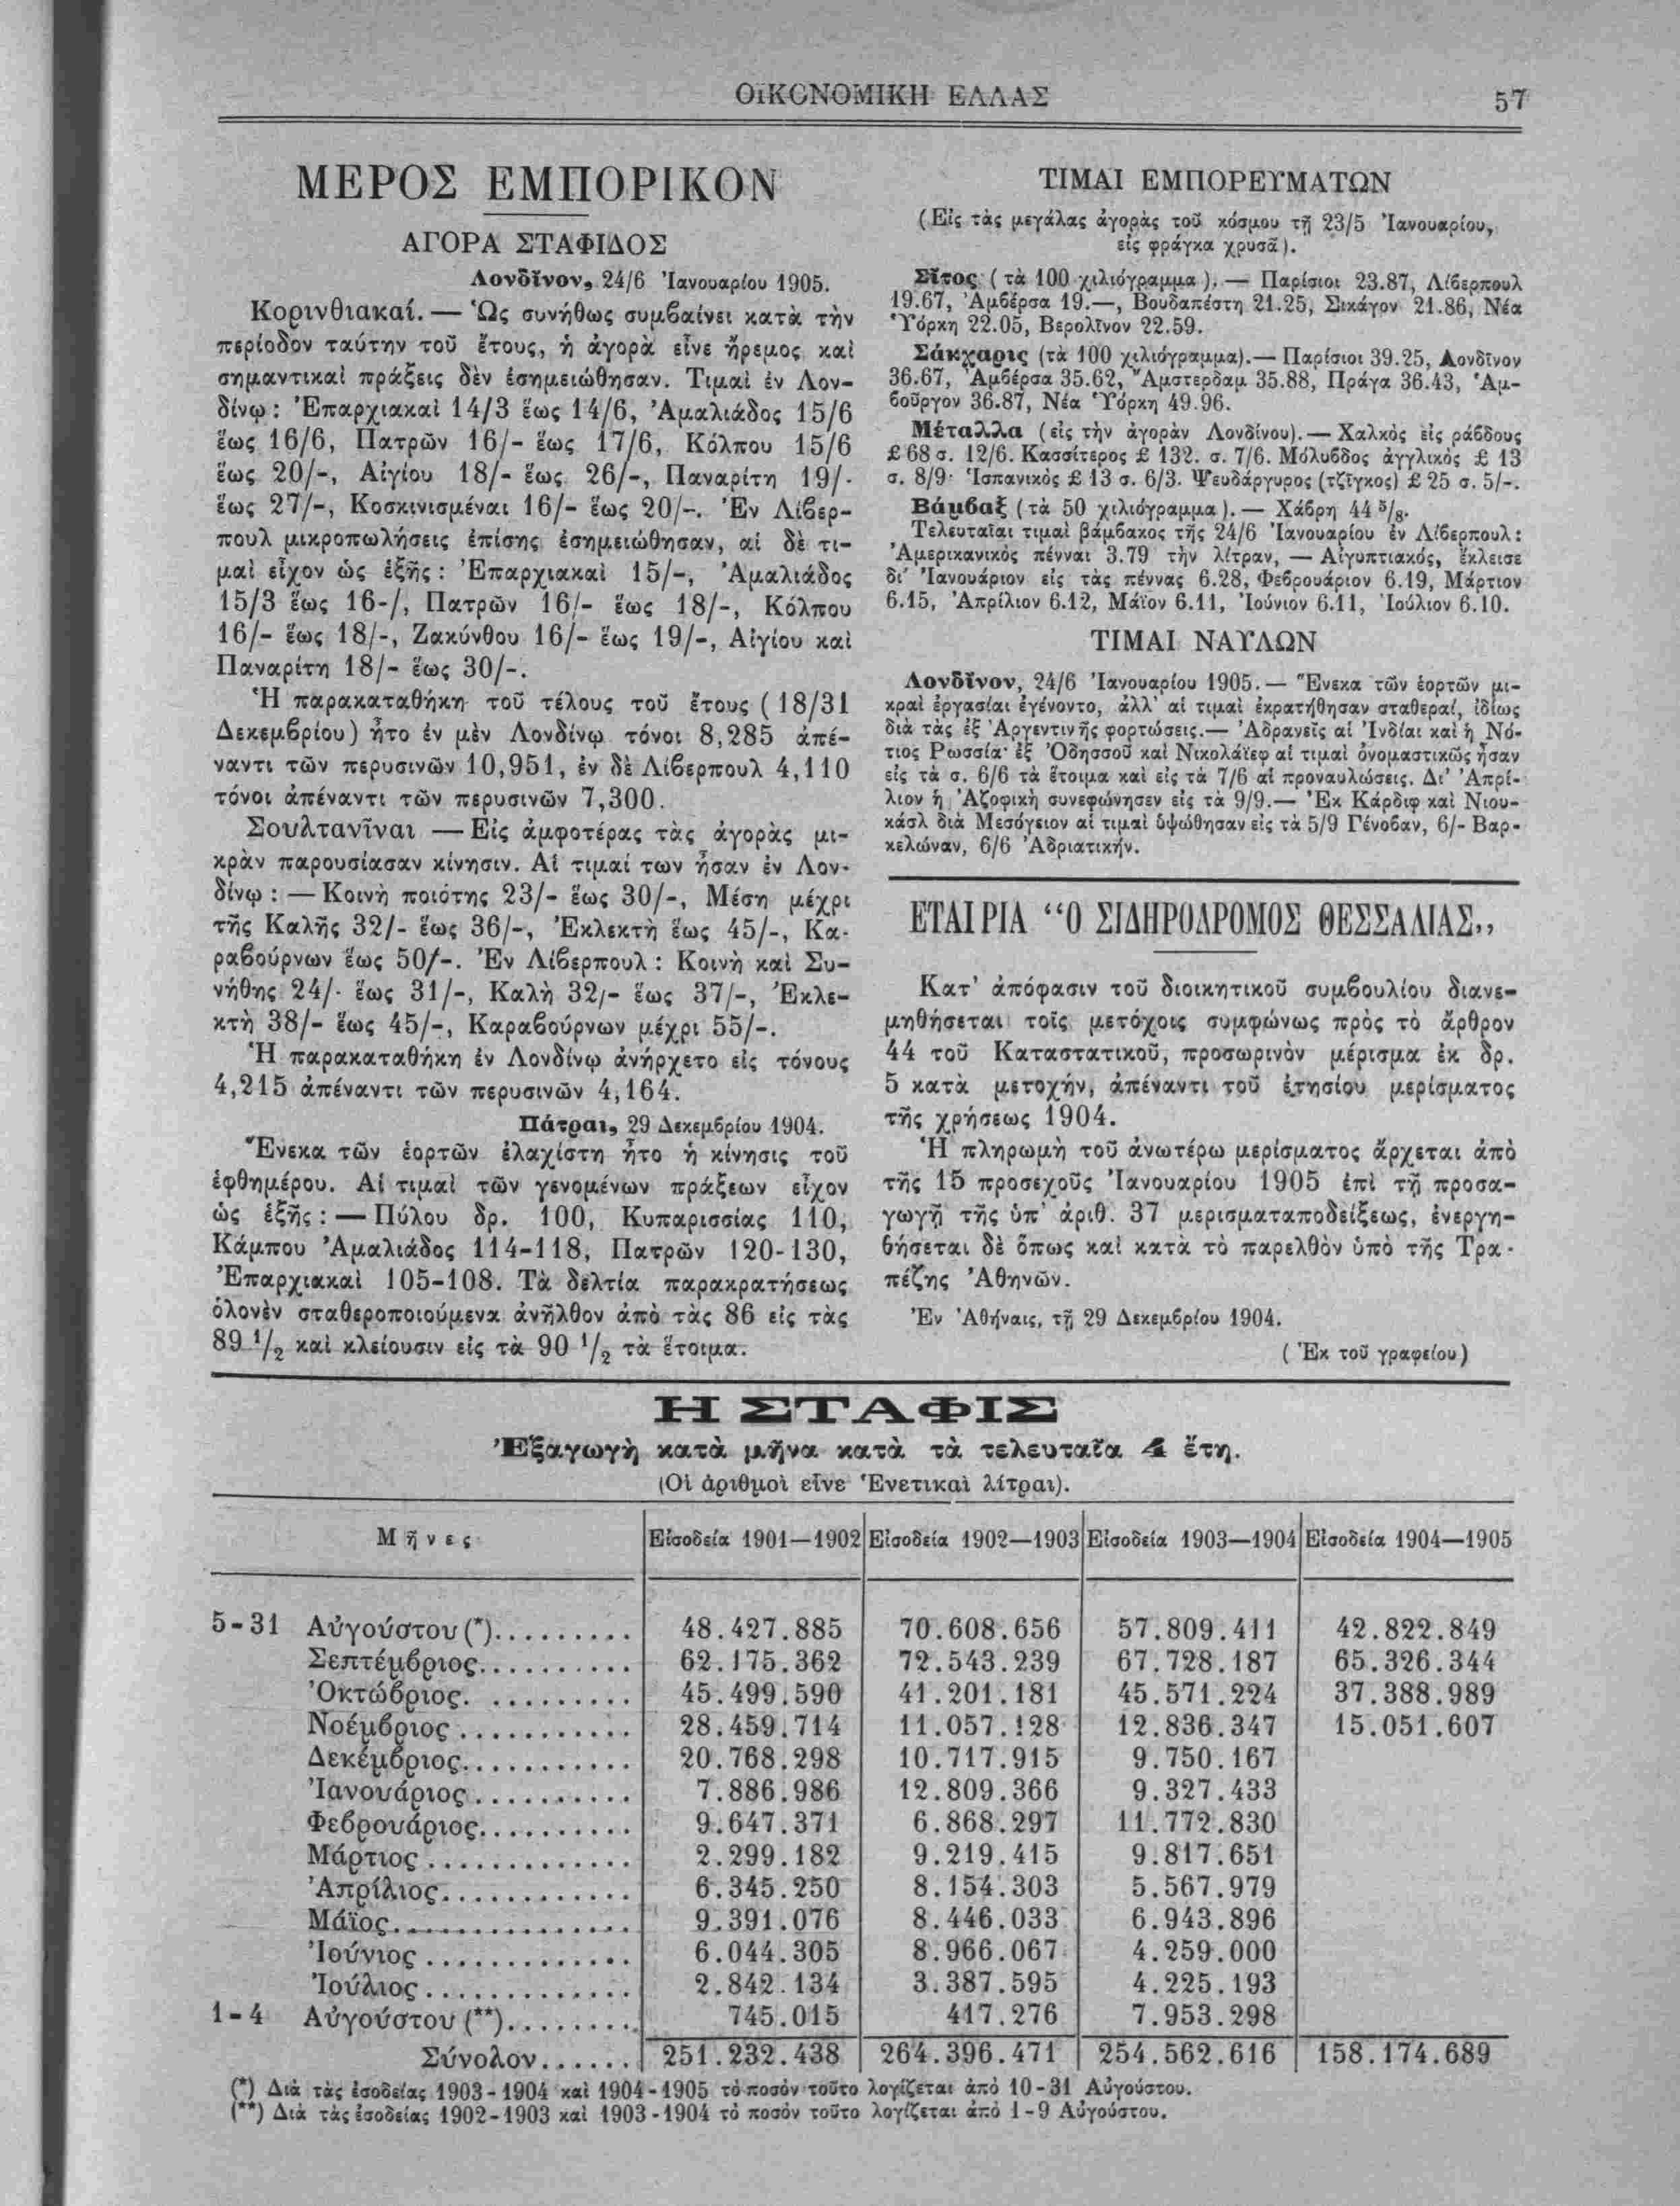 ΟΙΚΟΝΟΜΙΚΗ ΕΛΛΑΣ
57
ΜΕΡΟΣ ΕΜΠΟΡΙΚΟΝ
ΑΓΟΡΑ ΣΤΑΦΙΔΟΣ
Λονδῖνον, 24/6 Ἰανουαρίου 1905.
Κορινθιακαί. — Ὡς συνήθως συμβαίνει κατὰ τὴν
περίοδον ταύτην τοῦ ἔτους, ἡ ἀγορὰ εἶνε ἤρεμος καὶ
σημαντικαὶ πράξεις δὲν ἐσημειώθησαν. Τιμαὶ ἐν Λον-
δίνῳ : Ἐπαρχιακαὶ 14/3 ἕως 14/6, Ἀμαλιάδος 15/6
ἕως 16/6, Πατρῶν 16/- ἕως 17/6, Κόλπου 15/6
ἕως 20/-, Αἰγίου 18/- ἕως 26/-, Παναρίτη 19/-
ἕως 27/-, Κοσκινισμέναι 16/- ἕως 20/-. Ἐν Λίβερ-
πουλ μικροπωλήσεις ἐπίσης ἐσημειώθησαν, αἱ δὲ τι-
μαὶ εἶχον ὡς ἑξῆς : Ἐπαρχιακαὶ 15/-, Ἀμαλιάδος
15/3 ἕως 16-/, Πατρῶν 16/- ἕως 18/-, Κόλπου
16/- ἕως 18/-, Ζακύνθου 16/- ἕως 19/-, Αἰγίου καὶ
Παναρίτη 18/- ἕως 30/-.
Ἡ παρακαταθήκη τοῦ τέλους τοῦ ἔτους ( 18/31
Δεκεμβρίου) ἦτο ἐν μὲν Λονδίνῳ τόνοι 8,285 ἀπέ-
ναντι τῶν περυσινῶν 10,951, ἐν δὲ Λίβερπουλ 4,110
τόνοι ἀπέναντι τῶν περυσινῶν 7,300.
Σουλτανῖναι — Εἰς ἀμφοτέρας τὰς ἀγορὰς μι-
κρὰν παρουσίασαν κίνησιν. Αἱ τιμαί των ἦσαν ἐν Λον-
δίνῳ : — Κοινὴ ποιότης 23/- ἕως 30/-, Μέση μέχρι
τῆς Καλῆς 32/- ἕως 36/-, Ἐκλεκτὴ ἕως 45/-, Κα-
ραβούρνων ἕως 50/-. Ἐν Λίβερπουλ : Κοινὴ καὶ Συ-
νήθης 24/- ἕως 31/-, Καλὴ 32/- ἕως 37/-, Ἐκλε-
κτὴ 38/- ἕως 45/-, Καραβούρνων μέχρι 55/-.
Ἡ παρακαταθήκη ἐν Λονδίνῳ ἀνήρχετο εἰς τόνους
4,215 ἀπέναντι τῶν περυσινῶν 4,164.
Πάτραι, 29 Δεκεμβρίου 1904.
Ἕνεκα τῶν ἑορτῶν ἐλαχίστη ἦτο ἡ κίνησις τοῦ
ἐφθημέρου. Αἱ τιμαὶ τῶν γενομένων πράξεων εἶχον
ὡς ἑξῆς : — Πύλου δρ. 100, Κυπαρισσίας 110,
Κάμπου Ἀμαλιάδος 114-118, Πατρῶν 120-130,
Ἐπαρχιακαὶ 105-108. Τὰ δελτία παρακρατήσεως
ὁλονὲν σταθεροποιούμενα ἀνῆλθον ἀπὸ τὰς 86 εἰς τὰς
89 1/2 καὶ κλείουσιν εἰς τὰ 90 1/2 τὰ ἕτοιμα.
ΤΙΜΑΙ ΕΜΠΟΡΕΥΜΑΤΩΝ
( Εἰς τὰς μεγάλας ἀγορὰς τοῦ κόσμου τῇ 23/5 Ἰανουαρίου,
εἰς φράγκα χρυσᾶ ).
Σῖτος ( τὰ 100 χιλιόγραμμα ). — Παρίσιοι 23.87, Λίβερπουλ
19.67, Ἀμβέρσα 19.—, Βουδαπέστη 21.25, Σικάγον 21.86, Νέα
Ὑόρκη 22.05, Βερολῖνον 22.59.
Σάκχαρις (τὰ 100 χιλιόγραμμα).— Παρίσιοι 39.25, Λονδῖνον
36.67, Ἀμβέρσα 35.62, Ἄμστερδαμ 35.88, Πράγα 36.43, Ἀμ-
βοῦργον 36.87, Νέα Ὑόρκη 49.96.
Μέταλλα (εἰς τὴν ἀγορὰν Λονδίνου).— Χαλκὸς εἰς ράβδους
£ 68 σ. 12/6. Κασσίτερος £ 132. σ. 7/6. Μόλυβδος ἀγγλικὸς £ 13
σ. 8/9· Ἱσπανικὸς £ 13 σ. 6/3. Ψευδάργυρος (τζῖγκος) £ 25 σ. 5/-.
Βάμβαξ ( τὰ 50 χιλιόγραμμα ). — Χάβρη 44 5/8.
Τελευταῖαι τιμαὶ βάμβακος τῆς 24/6 Ἰανουαρίου ἐν Λίβερπουλ :
Ἀμερικανικὸς πένναι 3.79 τὴν λίτραν, — Αἰγυπτιακός, ἔκλεισε
δι' Ἰανουάριον εἰς τὰς πέννας 6.28, Φεβρουάριον 6.19, Μάρτιον
6.15, Ἀπρίλιον 6.12, Μάϊον 6.11, Ἰούνιον 6.11, Ἰούλιον 6.10.
ΤΙΜΑΙ ΝΑΥΛΩΝ
Λονδῖνον, 24/6 Ἰανουαρίου 1905. — Ἕνεκα τῶν ἑορτῶν μι-
κραὶ ἐργασίαι ἐγένοντο, ἀλλ' αἱ τιμαὶ ἐκρατήθησαν σταθεραί, ἰδίως
διὰ τὰς ἐξ Ἀργεντινῆς φορτώσεις.— Ἀδρανεῖς αἱ Ἰνδίαι καὶ ἡ Νό-
τιος Ρωσσία· ἐξ Ὀδησσοῦ καὶ Νικολάϊεφ αἱ τιμαὶ ὀνομαστικῶς ἦσαν
εἰς τὰ σ. 6/6 τὰ ἕτοιμα καὶ εἰς τὰ 7/6 αἱ προναυλώσεις. Δι' Ἀπρί-
λιον ἡ Ἀζοφικὴ συνεφώνησεν εἰς τὰ 9/9.— Ἐκ Κάρδιφ καὶ Νιου-
κάσλ διὰ Μεσόγειον αἱ τιμαὶ ὑψώθησαν εἰς τὰ 5/9 Γένοβαν, 6/- Βαρ-
κελώναν, 6/6 Ἀδριατικήν.
ΕΤΑΙΡΙΑ “Ο ΣΙΔΗΡΟΔΡΟΜΟΣ ΘΕΣΣΑΛΙΑΣ„
Κατ' ἀπόφασιν τοῦ διοικητικοῦ συμβουλίου διανε-
μηθήσεται τοῖς μετόχοις συμφώνως πρὸς τὸ ἄρθρον
44 τοῦ Καταστατικοῦ, προσωρινὸν μέρισμα ἐκ δρ.
5 κατὰ μετοχήν, ἀπέναντι τοῦ ἐτησίου μερίσματος
τῆς χρήσεως 1904.
Ἡ πληρωμὴ τοῦ ἀνωτέρω μερίσματος ἄρχεται ἀπὸ
τῆς 15 προσεχοῦς Ἰανουαρίου 1905 ἐπὶ τῇ προσα-
γωγῇ τῆς ὑπ' ἀριθ. 37 μερισματαποδείξεως, ἐνεργη-
θήσεται δὲ ὅπως καὶ κατὰ τὸ παρελθὸν ὑπὸ τῆς Τρα-
πέζης Ἀθηνῶν.
Ἐν Ἀθήναις, τῇ 29 Δεκεμβρίου 1904.
( Ἐκ τοῦ γραφείου )
Η ΣΤΑΦΙΣ
Ἐξαγωγὴ κατὰ μῆνα κατὰ τὰ τελευταῖα 4 ἔτη.
(Οἱ ἀριθμοὶ εἶνε Ἑνετικαὶ λίτραι).
Μῆνες Εἰσοδεία 1901—1902 Εἰσοδεία 1902—1903 Εἰσοδεία 1903—1904 Εἰσοδεία 1904—1905
5-31 Αὐγούστου (*)......... 48.427.885 70.608.656 57.809.411 42.822.849
Σεπτέμβριος.......... 62.175.362 72.543.239 67.728.187 65.326.344
Ὀκτώβριος. ......... 45.499.590 41.201.181 45.571.224 37.388.989
Νοέμβριος ........... 28.459.714 11.057.128 12.836.347 15.051.607
Δεκέμβριος........... 20.768.298 10.717.915 9.750.167
Ἰανουάριος .......... 7.886.986 12.809.366 9.327.433
Φεβρουάριος.......... 9.647.371 6.868.297 11.772.830
Μάρτιος ............. 2.299.182 9.219.415 9.817.651
Ἀπρίλιος............ 6.345.250 8.154.303 5.567.979
Μάϊος............... 9.391.076 8.446.033 6.943.896
Ἰούνιος ............. 6.044.305 8.966.067 4.259.000
Ἰούλιος ............. 2.842.134 3.387.595 4.225.193
1-4 Αὐγούστου (**)........ 745.015 417.276 7.953.298
Σύνολον...... 251.232.438 264.396.471 254.562.616 158.174.689
(*) Διὰ τὰς ἐσοδείας 1903-1904 καὶ 1904-1905 τὸ ποσὸν τοῦτο λογίζεται ἀπὸ 10-31 Αὐγούστου.
(**) Διὰ τὰς ἐσοδείας 1902-1903 καὶ 1903-1904 τὸ ποσόν τοῦτο λογίζεται ἀπὸ 1-9 Αὐγούστου.